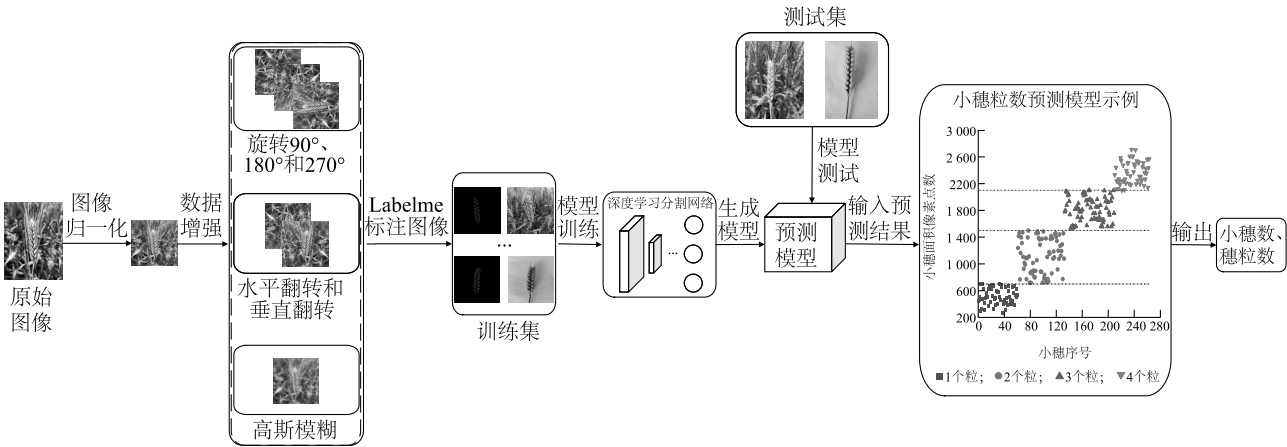 原始
图像
图像
归一化
数据
增强
旋转90°、
180°和270°
水平翻转和
垂直翻转
高斯模糊
Labelme
标注图像
...
训练集
模型
训练
深度学习分割网络
...
生成
模型
测试集
模型
测试
预测
模型
输入预
测结果
小穗粒数预测模型示例
小穗面积像素点数
3 000
2 600
2200
1 800
1 400
1 000
600
200
0 40 80 120 160 200 240 280
小穗序号
■1个粒; ●2个粒; ▲3个粒; ▼4个粒
输出
小穗数、
穗粒数